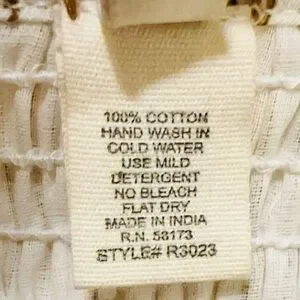 100% COTTON
HAND WASH IN
COLD WATER
USE MILD
DETERGENT
NO BLEACH
FLAT DRY
MADE IN INDIA
R.N. 58173
STYLE# R3023